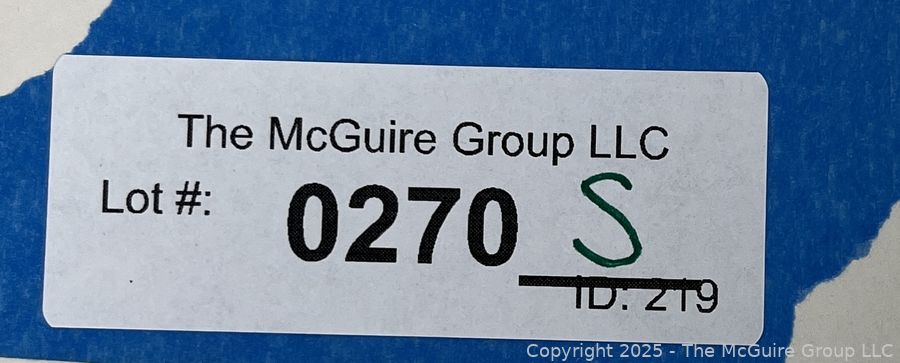 The McGuire Group LLC
Lot #: 0270 S
ID: 219
Copyright 2025 - The McGuire Group LLC